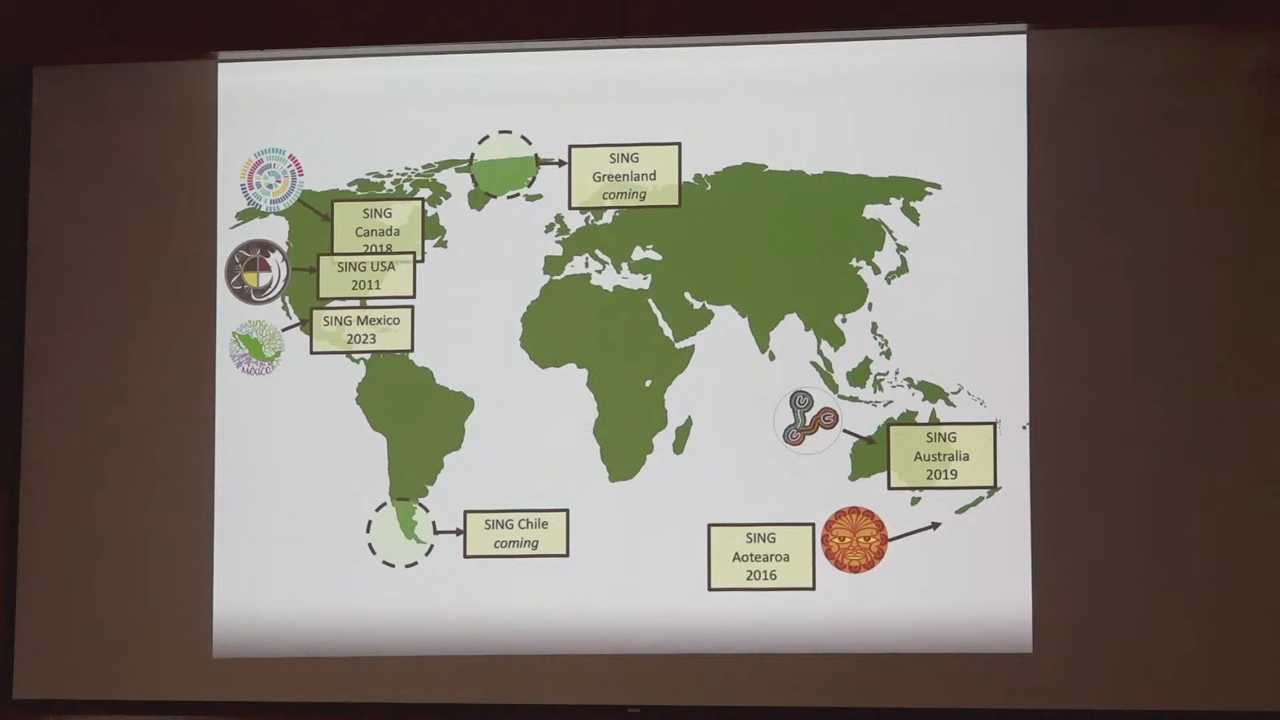 SING
Greenland
coming
SING
Canada
2018
SING USA
2011
SING Mexico
2023
SING
Australia
2019
SING Chile
coming
SING
Aotearoa
2016
MÉXICO